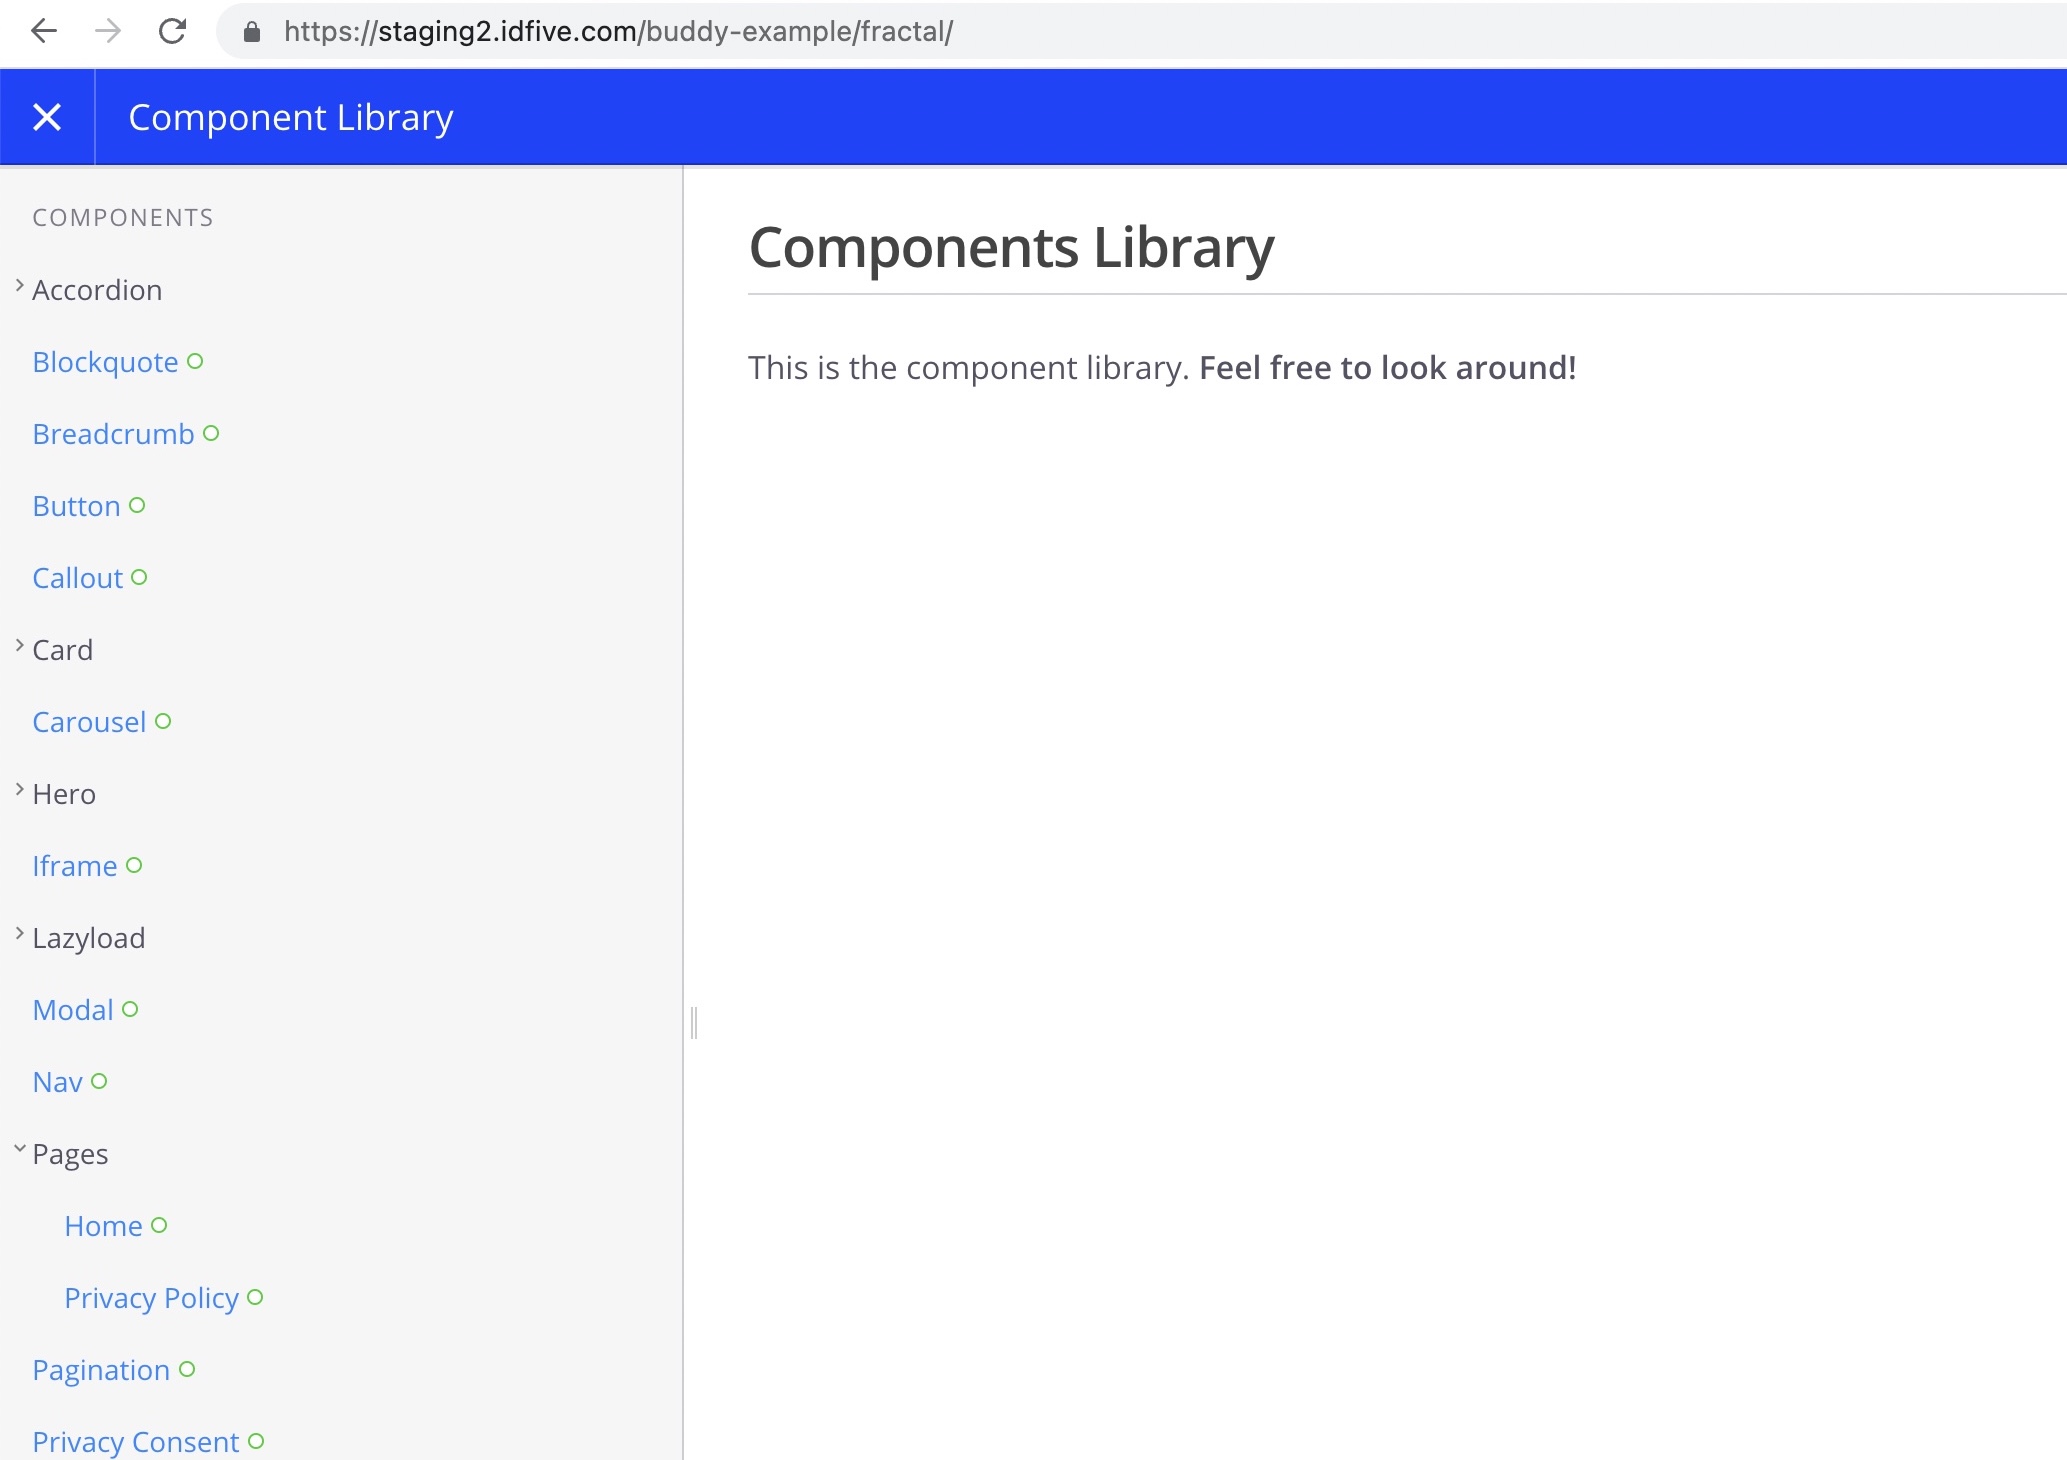 https://staging2.idfive.com/buddy-example/fractal/
Component Library
COMPONENTS
Accordion
Blockquote
Breadcrumb
Button
Callout
Card
Carousel
Hero
Iframe
Lazyload
Modal
Nav
Pages
Home
Privacy Policy
Pagination
Privacy Consent
Components Library
This is the component library. Feel free to look around!